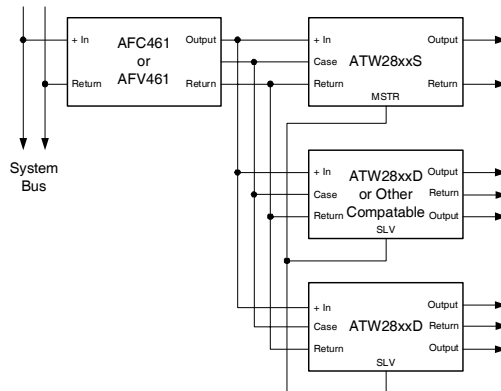 + In
Return
AFC461
or
AFV461
Output
Case
Return
System
Bus
+ In
Case
Return
ATW28xxS
MSTR
Output
Return
+ In
Case
Return
ATW28xxD
or Other
Compatable
SLV
Output
Return
Output
+ In
Case
Return
ATW28xxD
SLV
Output
Return
Output